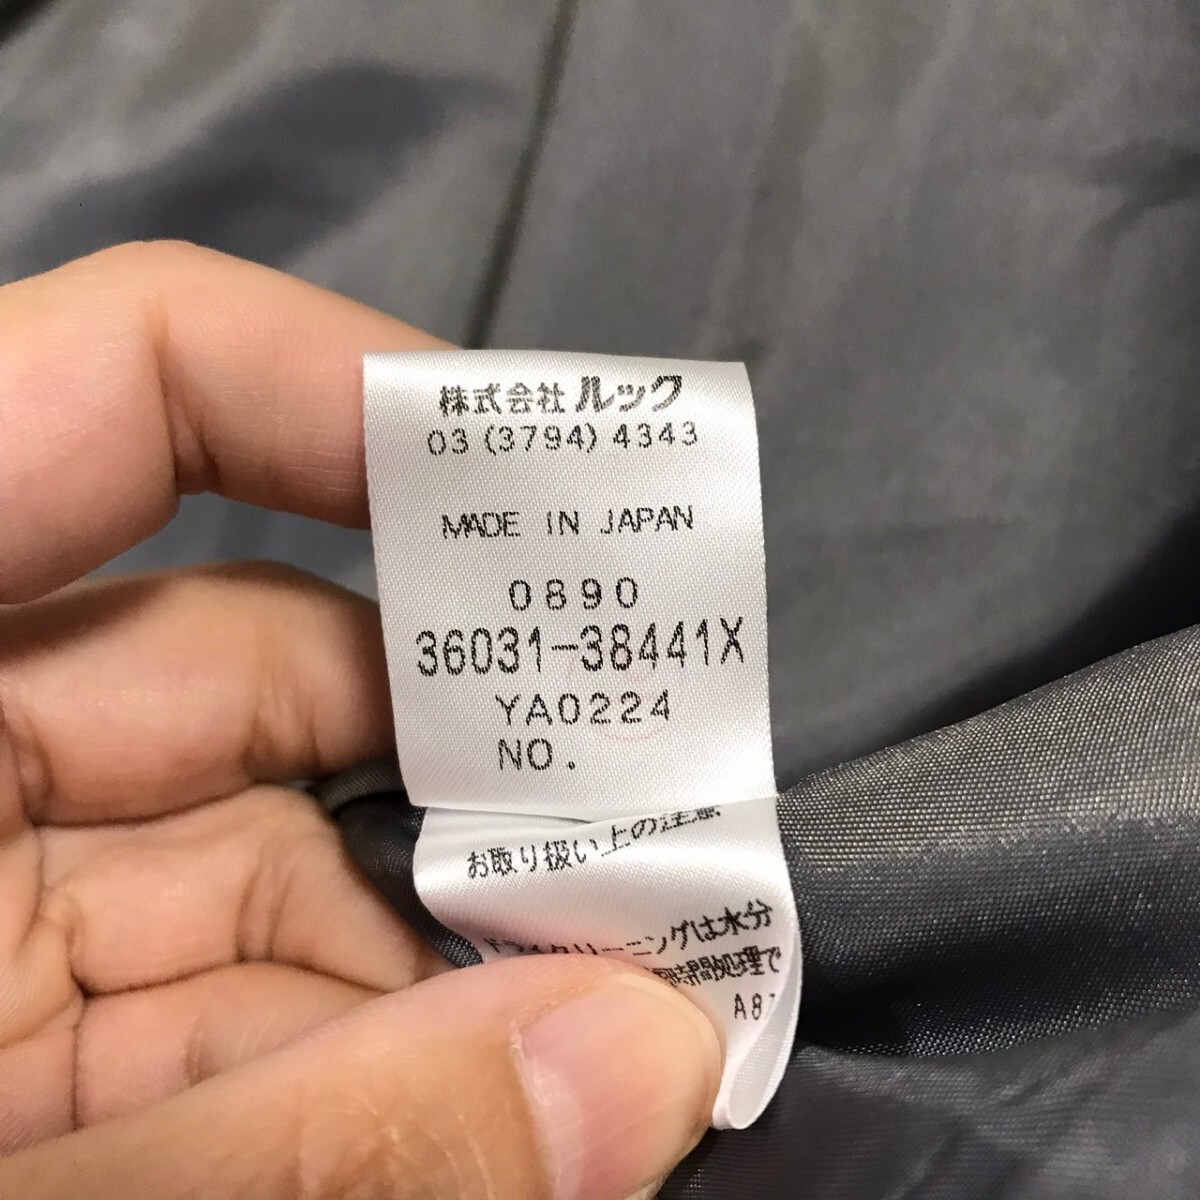 株式会社 ルック
03 (3794) 4343
MADE IN JAPAN
0890
36031-38441X
YA0224
NO.
お取り扱い上の注意
ドライクリーニングは水分
時間処理で
A8